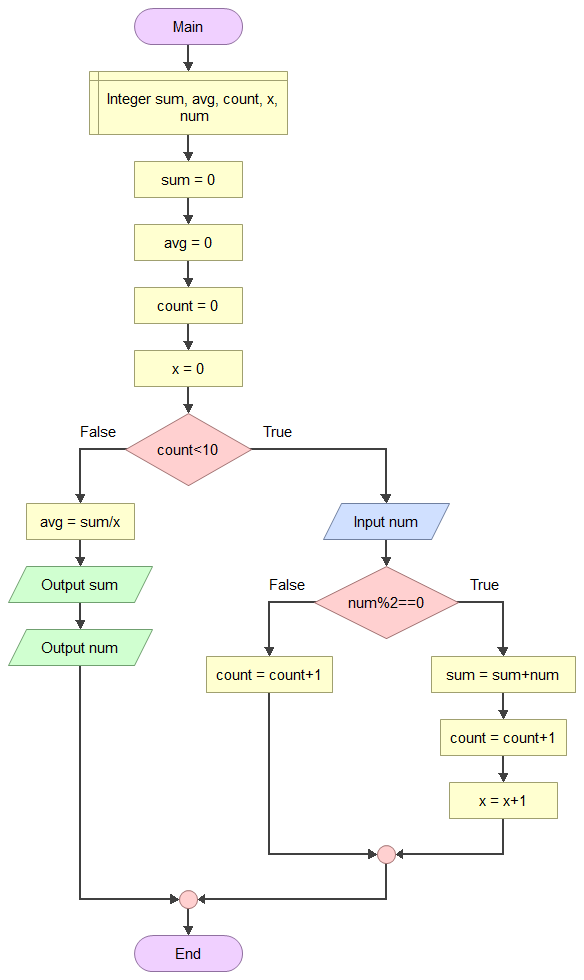 Main
Integer sum, avg, count, x,
num
sum = 0
avg = 0
count = 0
x = 0
False
True
count<10
avg = sum/x
Input num
Output sum
False
True
num%2==0
Output num
count = count+1
sum = sum+num
count = count+1
x = x+1
End